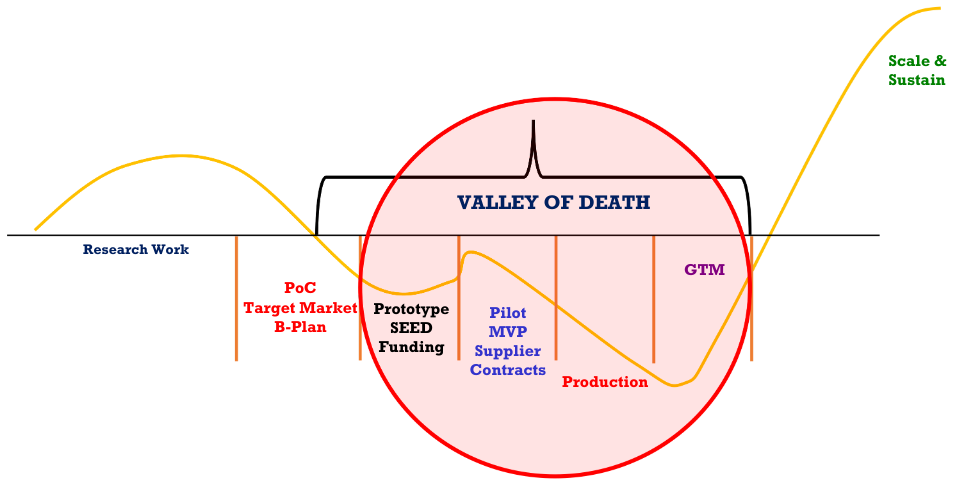 Scale &
Sustain
VALLEY OF DEATH
Research Work
PoC
Target Market
B-Plan
Prototype
SEED
Funding
Pilot
MVP
Supplier
Contracts
Production
GTM